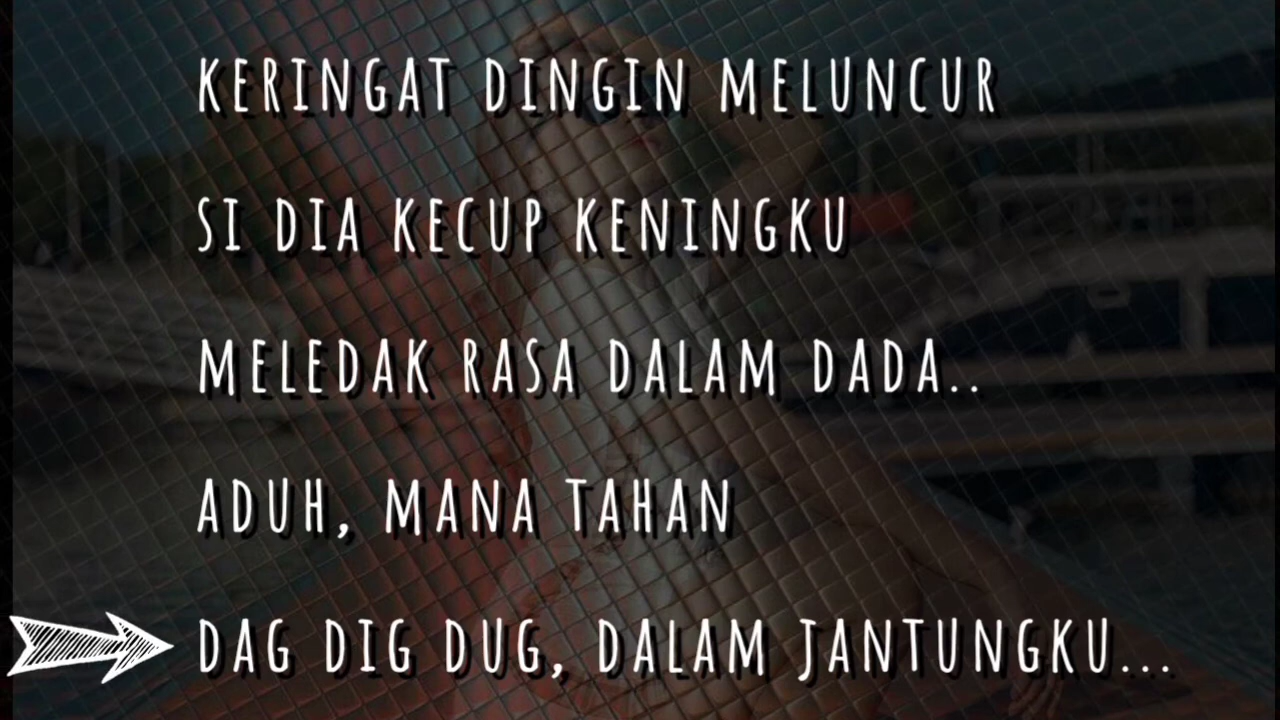 KERINGAT DINGIN MELUNCUR
SI DIA KECUP KENINGKU
MELEDAK RASA DALAM DADA..
ADUH, MANA TAHAN
DAG DIG DUG, DALAM JANTUNGKU...